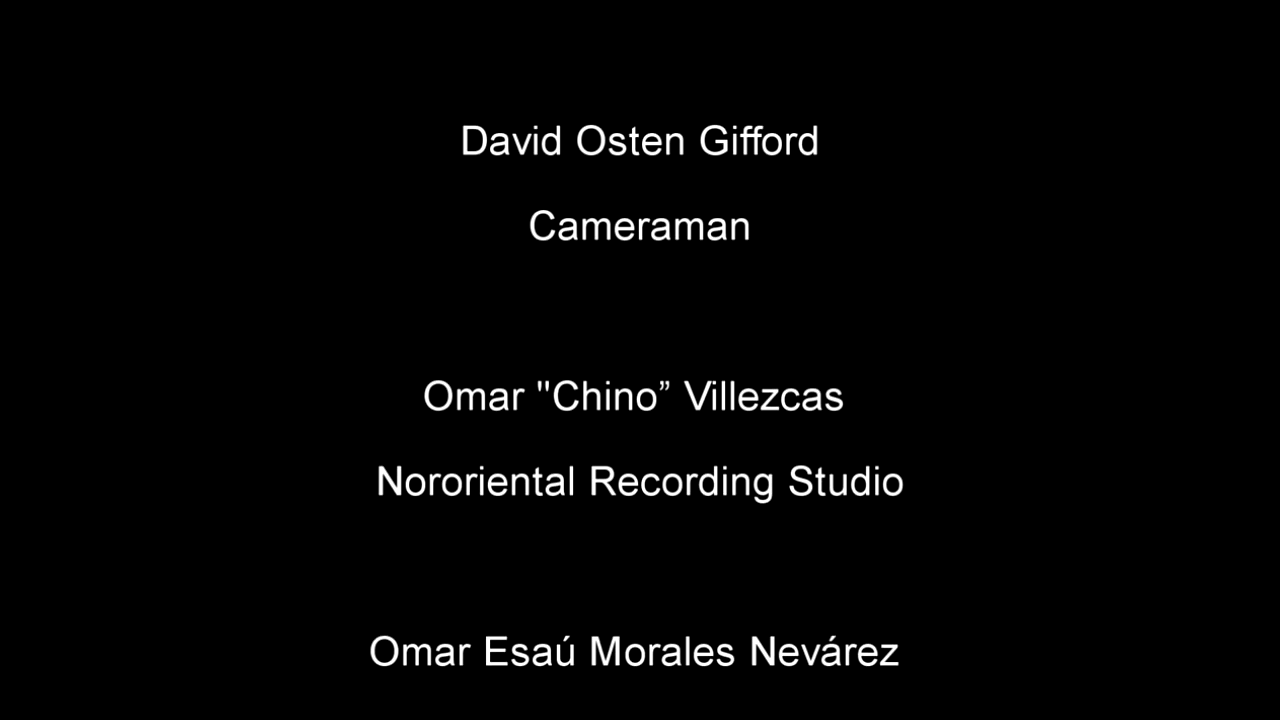 David Osten Gifford
Cameraman
Omar "Chino” Villezcas
Nororiental Recording Studio
Omar Esaú Morales Nevárez